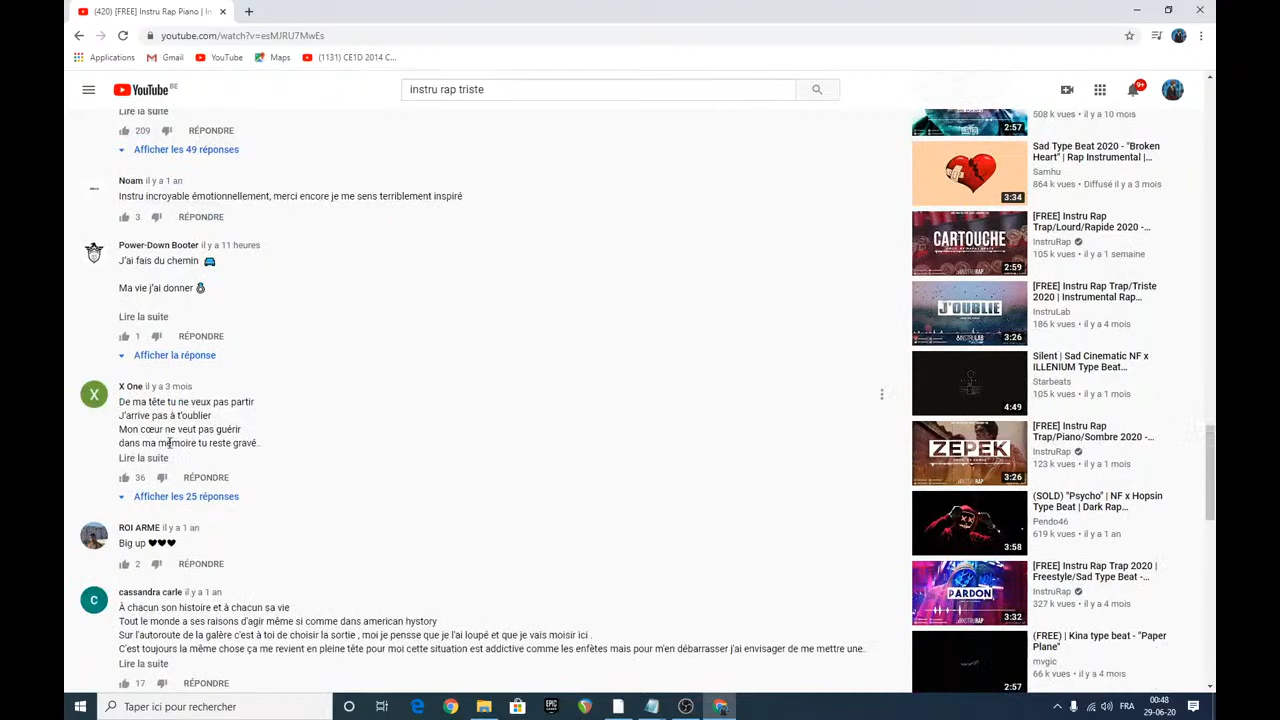 (420) [FREE] Instru Rap Piano | In
youtube.com/watch?v=esMJRU7MwEs
Applications
Gmail
YouTube
Maps
(1131) CE1D 2014 C...
YouTube BE
instru rap triste
9+
Lire la suite
209
RÉPONDRE
Afficher les 49 réponses
Noam il y a 1 an
Instru incroyable émotionnellement, merci encore je me sens terriblement inspiré
3
RÉPONDRE
Power-Down Booter il y a 11 heures
J'ai fais du chemin
Ma vie j'ai donner
Lire la suite
1
RÉPONDRE
Afficher la réponse
X
X One il y a 3 mois
De ma tête tu ne veux pas partir
J'arrive pas à t'oublier
Mon cœur ne veut pas guérir
dans ma mémoire tu reste gravé..
Lire la suite
36
RÉPONDRE
Afficher les 25 réponses
ROI ARME il y a 1 an
Big up
2
RÉPONDRE
C
cassandra carle il y a 1 an
À chacun son histoire et à chacun sa vie
Tout le monde a ses raisons d'agir même si comme dans american hystory
Sur l'autoroute de la galère c'est à toi de choisir la sortie , moi je pensse que je l'ai loupé et que je vais moisir ici .
C'est toujours la même chose ça me revient en pleine tête pour moi cette situation est addictive comme les enfètes mais pour m'en débarrasser j'ai envisager de me mettre une...
Lire la suite
17
RÉPONDRE
2:57
508 k vues • il y a 10 mois
3:34
Sad Type Beat 2020 - "Broken
Heart" | Rap Instrumental |...
Samhu
864 k vues • Diffusé il y a 3 mois
CARTOUCHE
2:59
[FREE] Instru Rap
Trap/Lourd/Rapide 2020 -...
InstruRap
105 k vues • il y a 1 semaine
J'OUBLIE
INSTRULAB
3:26
[FREE] Instru Rap Trap/Triste
2020 | Instrumental Rap...
InstruLab
186 k vues • il y a 4 mois
4:49
Silent | Sad Cinematic NF x
ILLENIUM Type Beat...
Starbeats
105 k vues • il y a 1 mois
ZEPEK
INSTRURAP
3:26
[FREE] Instru Rap
Trap/Piano/Sombre 2020 -...
InstruRap
123 k vues • il y a 1 mois
3:58
(SOLD) "Psycho" | NF x Hopsin
Type Beat | Dark Rap...
Pendo46
619 k vues • il y a 1 an
PARDON
3:32
[FREE] Instru Rap Trap 2020 |
Freestyle/Sad Type Beat -...
InstruRap
327 k vues • il y a 4 mois
2:57
(FREE) | Kina type beat - "Paper
Plane"
mvgic
66 k vues • il y a 4 mois
Taper ici pour rechercher
EPIC
FRA
00:48
29-06-20